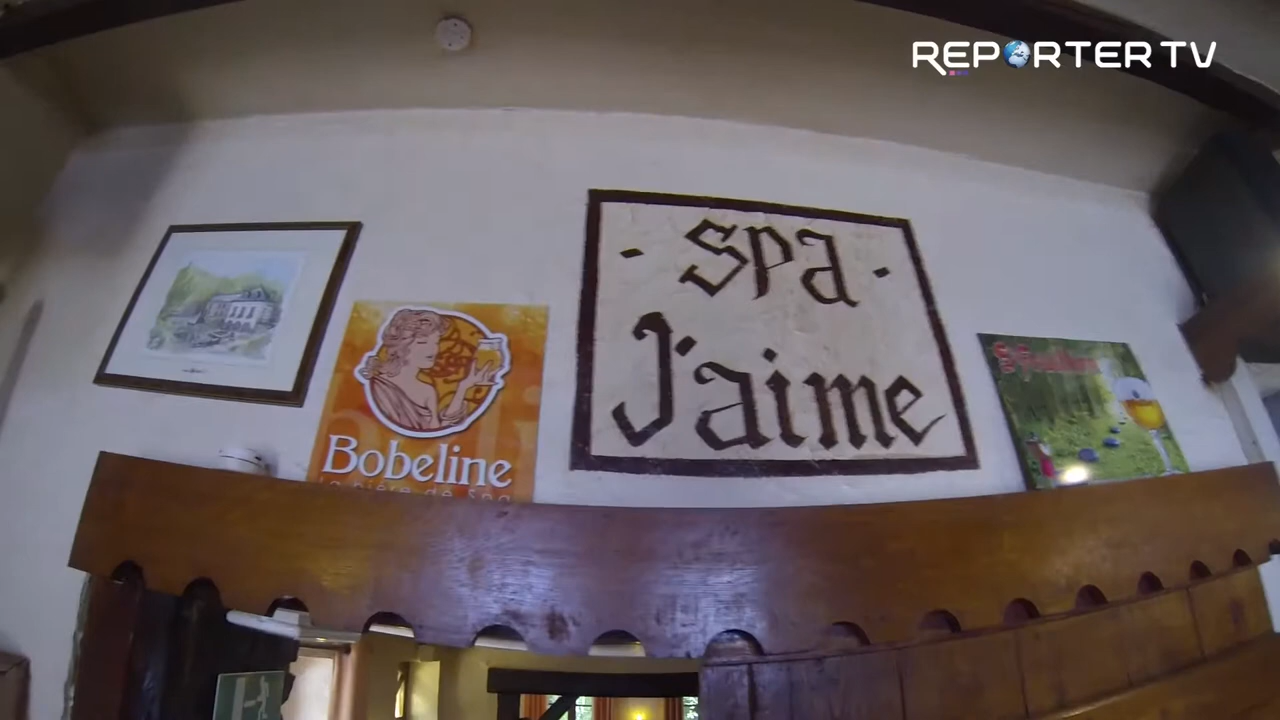 REPORTER TV
· Spa ·
J'aime
Bobeline
La bière de Spa